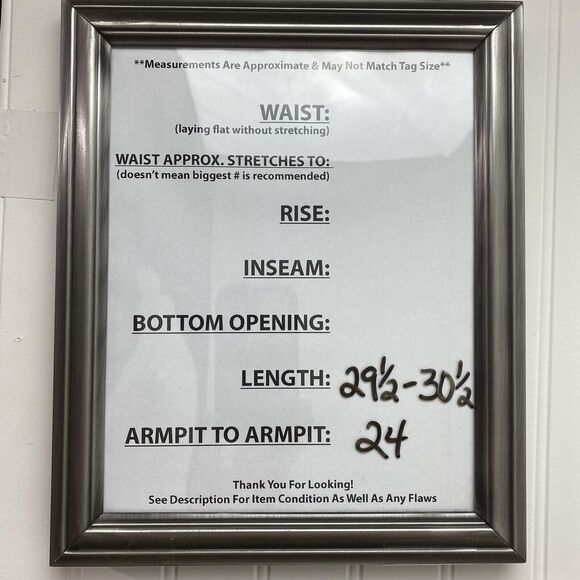 **Measurements Are Approximate & May Not Match Tag Size**
WAIST:
(laying flat without stretching)
WAIST APPROX. STRETCHES TO:
(doesn't mean biggest # is recommended)
RISE:
INSEAM:
BOTTOM OPENING:
LENGTH: 29½-30½
ARMPIT TO ARMPIT: 24
Thank You For Looking!
See Description For Item Condition As Well As Any Flaws